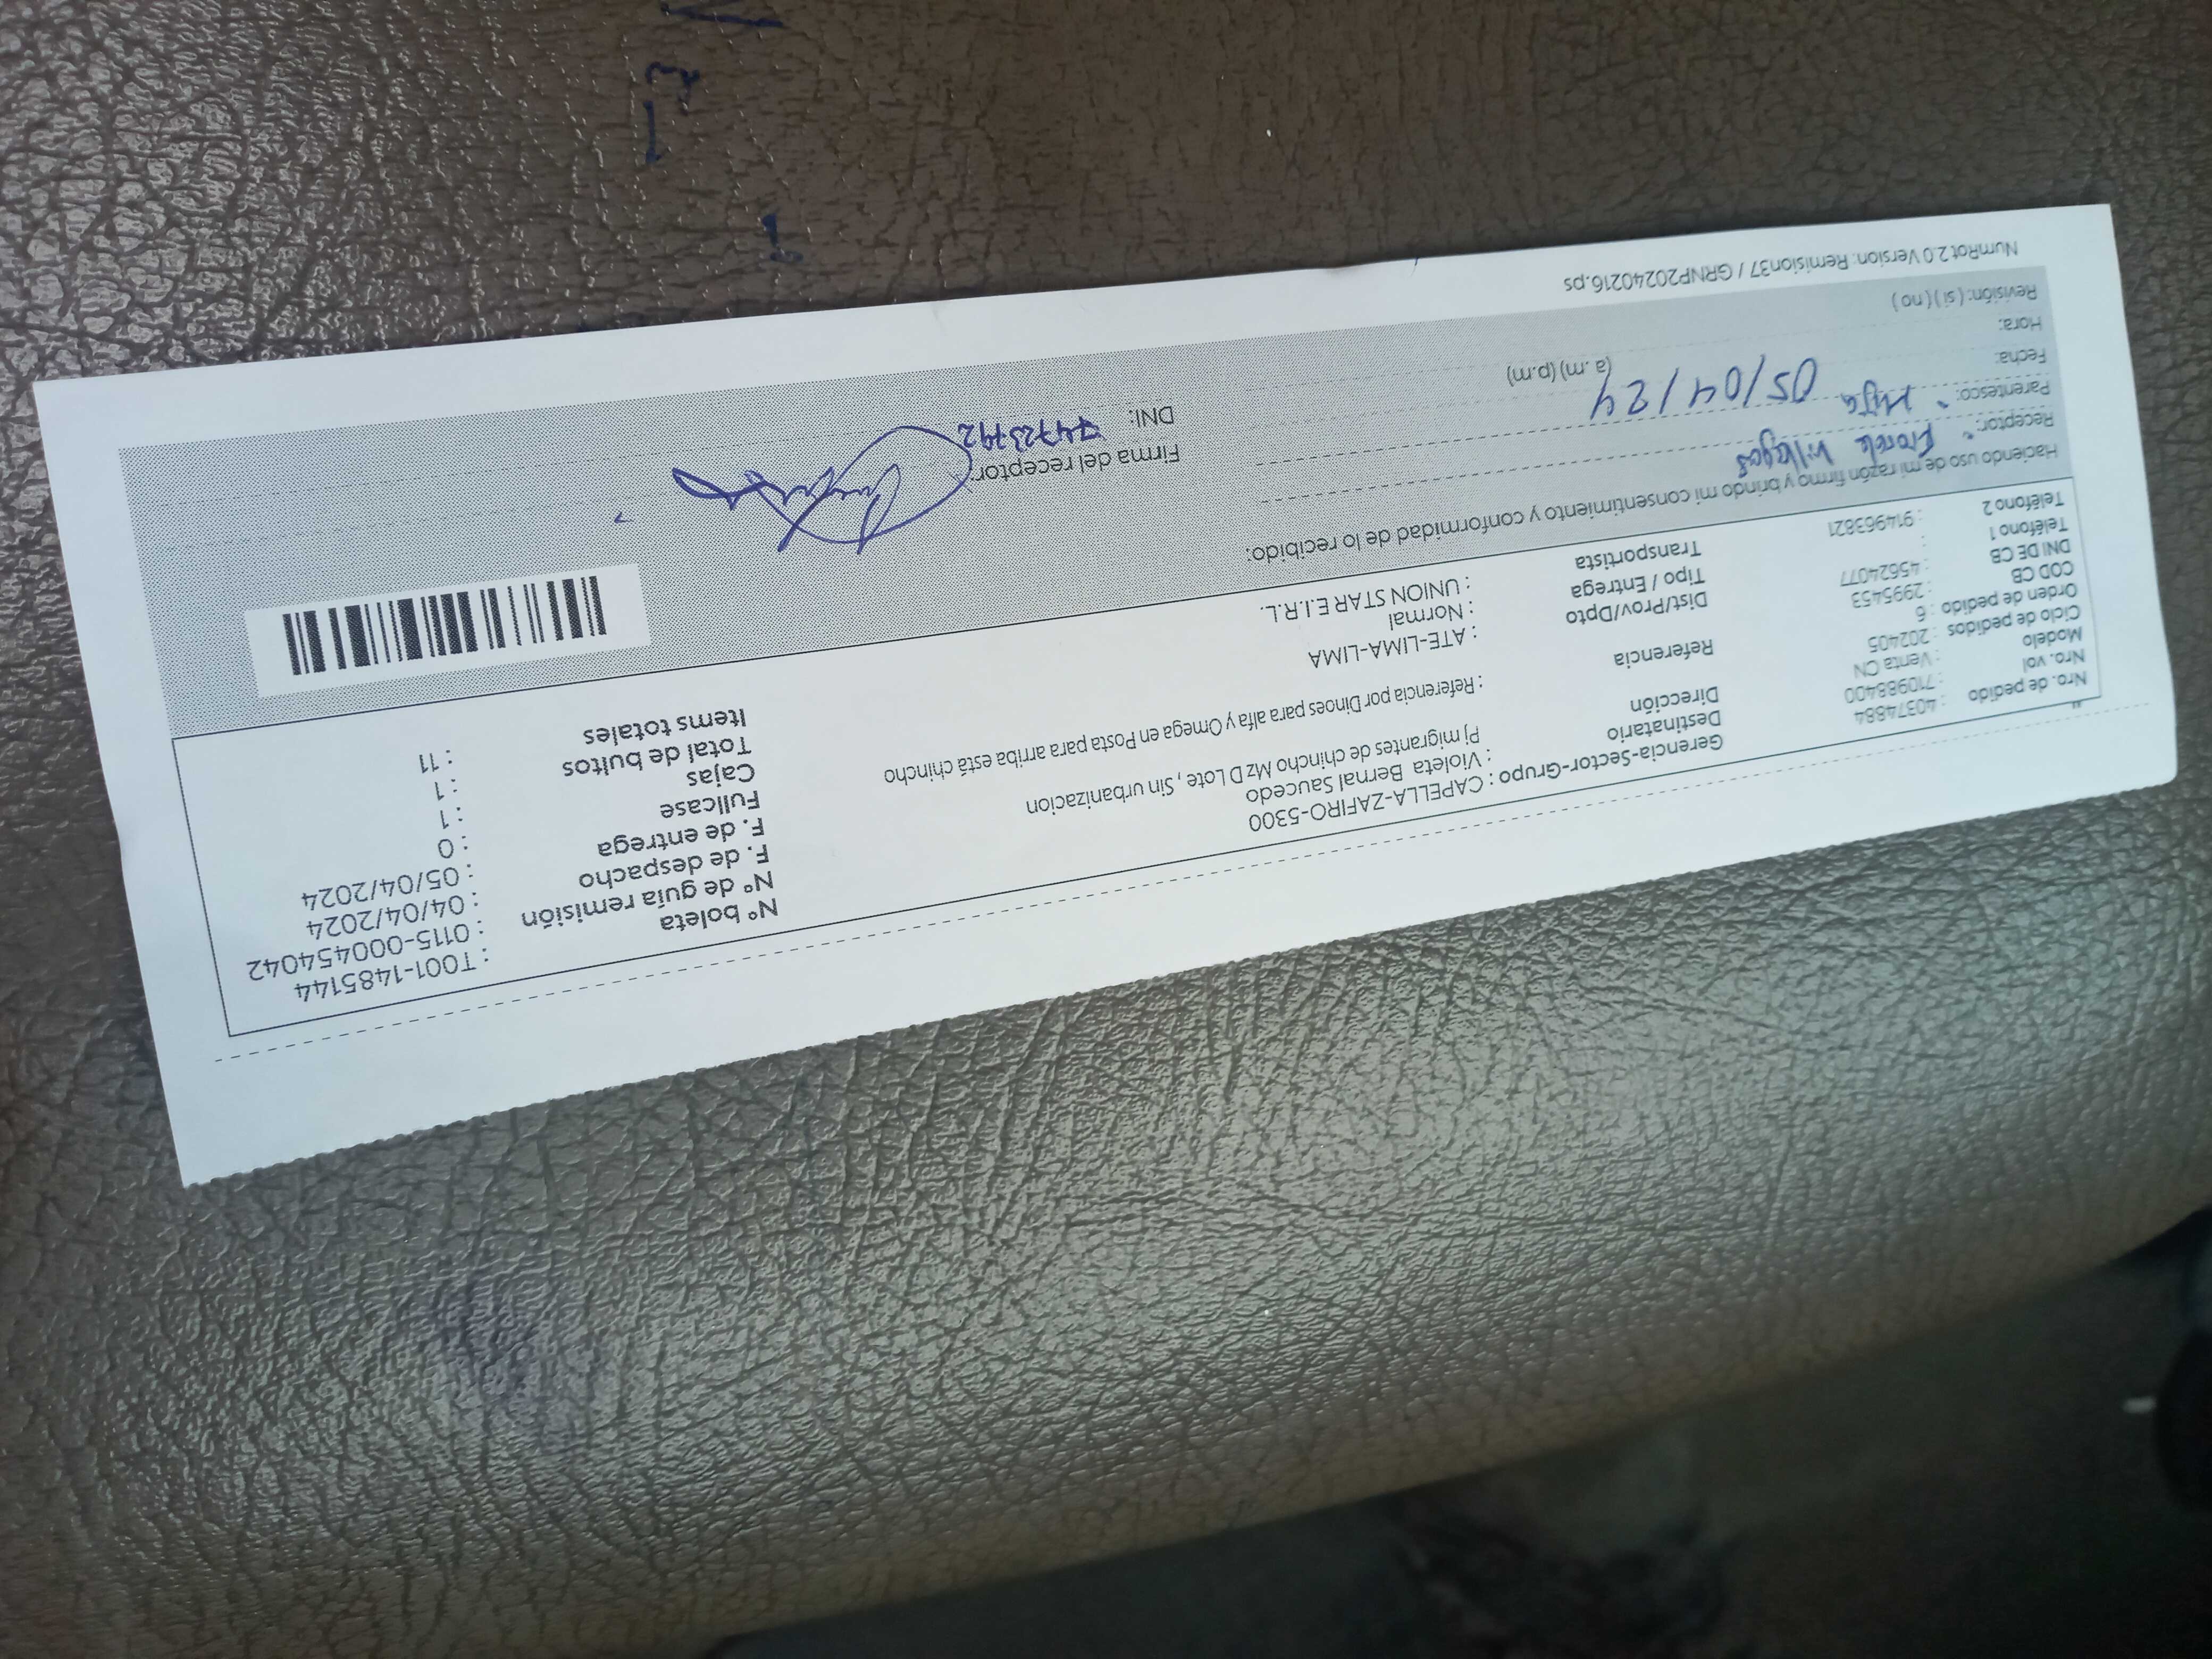 Nro. de pedido : 40374884
Nro. vol : 710988400
Modelo : Venta CN
Ciclo de pedidos : 202405
Orden de pedido : 6
COD CB : 2995453
DNI DE CB : 45624077
Teléfono 1 :
Teléfono 2 : 914963821
Gerencia-Sector-Grupo : CAPELLA-ZAFIRO-5300
Destinatario : Violeta Bernal Saucedo
Dirección Pj migrantes de chincho Mz D Lote , Sin urbanizacion
Referencia : Referencia por Dinoes para alfa y Omega en Posta para arriba está chincho
Dist/Prov/Dpto : ATE-LIMA-LIMA
Tipo / Entrega : Normal
Transportista : UNION STAR E.I.R.L.
Nº boleta : T001-1485144
Nº de guía remisión : 0115-000454042
F. de despacho : 04/04/2024
F. de entrega : 05/04/2024
Fullcase : 0
Cajas : 1
Total de bultos : 1
Items totales : 11
Haciendo uso de mi razón firmo y brindo mi consentimiento y conformidad de lo recibido:
Receptor: Villegas
Parentesco: Hija
Fecha: 05/04/24
Hora: (a. m) (p.m)
Revisión: ( si ) ( no )
Firma del receptor:
DNI:
NumRot 2.0 Version: Remision37 / GRNP20240216.ps